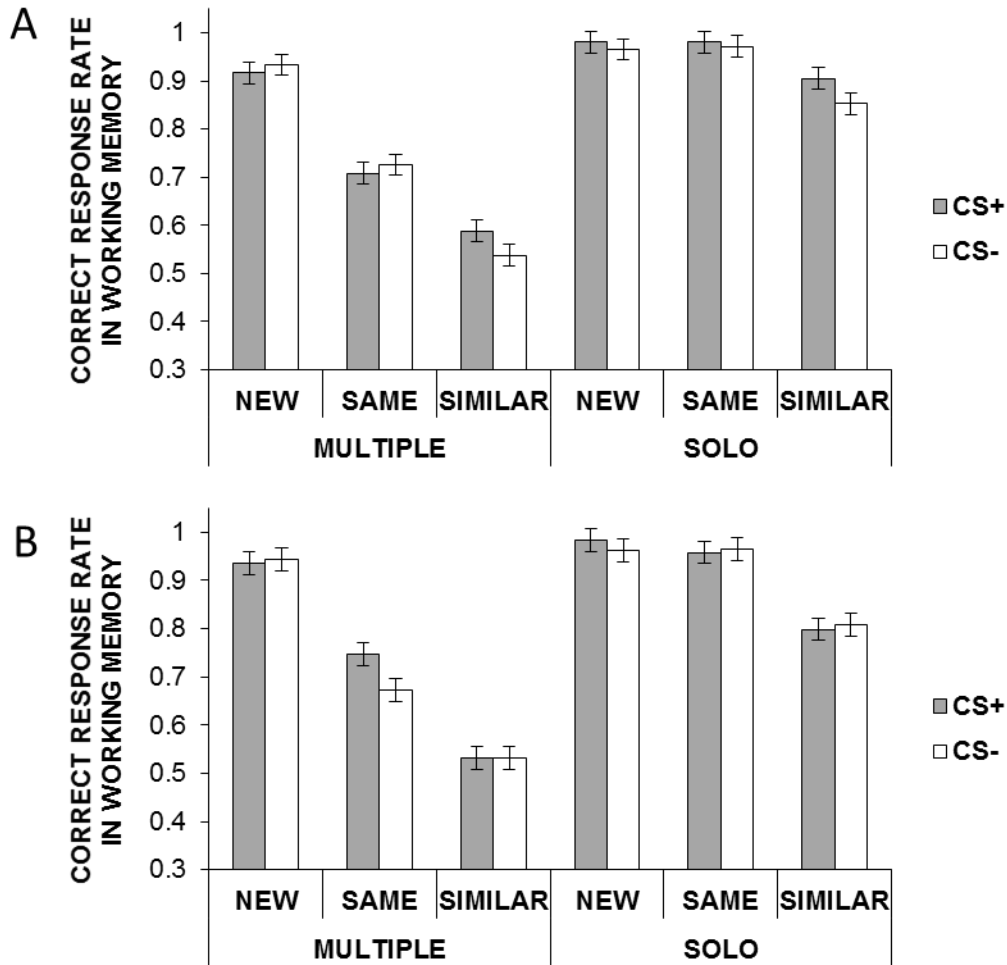 A
CORRECT RESPONSE RATE
IN WORKING MEMORY
1
0.9
0.8
0.7
0.6
0.5
0.4
0.3
NEW SAME SIMILAR NEW SAME SIMILAR
MULTIPLE SOLO
CS+
CS-
B
CORRECT RESPONSE RATE
IN WORKING MEMORY
1
0.9
0.8
0.7
0.6
0.5
0.4
0.3
NEW SAME SIMILAR NEW SAME SIMILAR
MULTIPLE SOLO
CS+
CS-